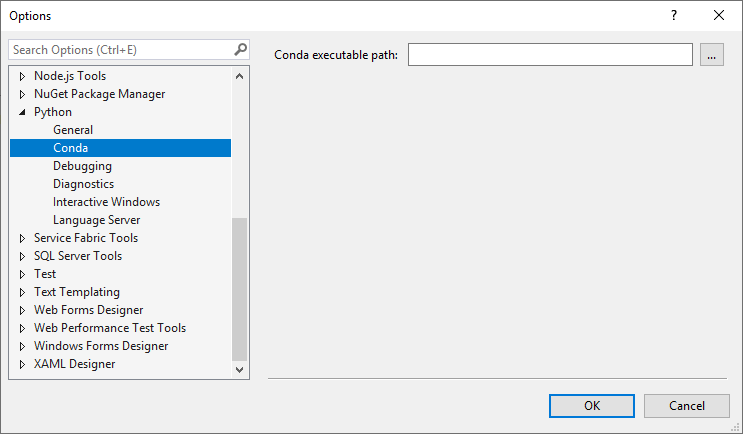 Options
?
Search Options (Ctrl+E)
Conda executable path:
...
Node.js Tools
NuGet Package Manager
Python
General
Conda
Debugging
Diagnostics
Interactive Windows
Language Server
Service Fabric Tools
SQL Server Tools
Test
Text Templating
Web Forms Designer
Web Performance Test Tools
Windows Forms Designer
XAML Designer
OK
Cancel